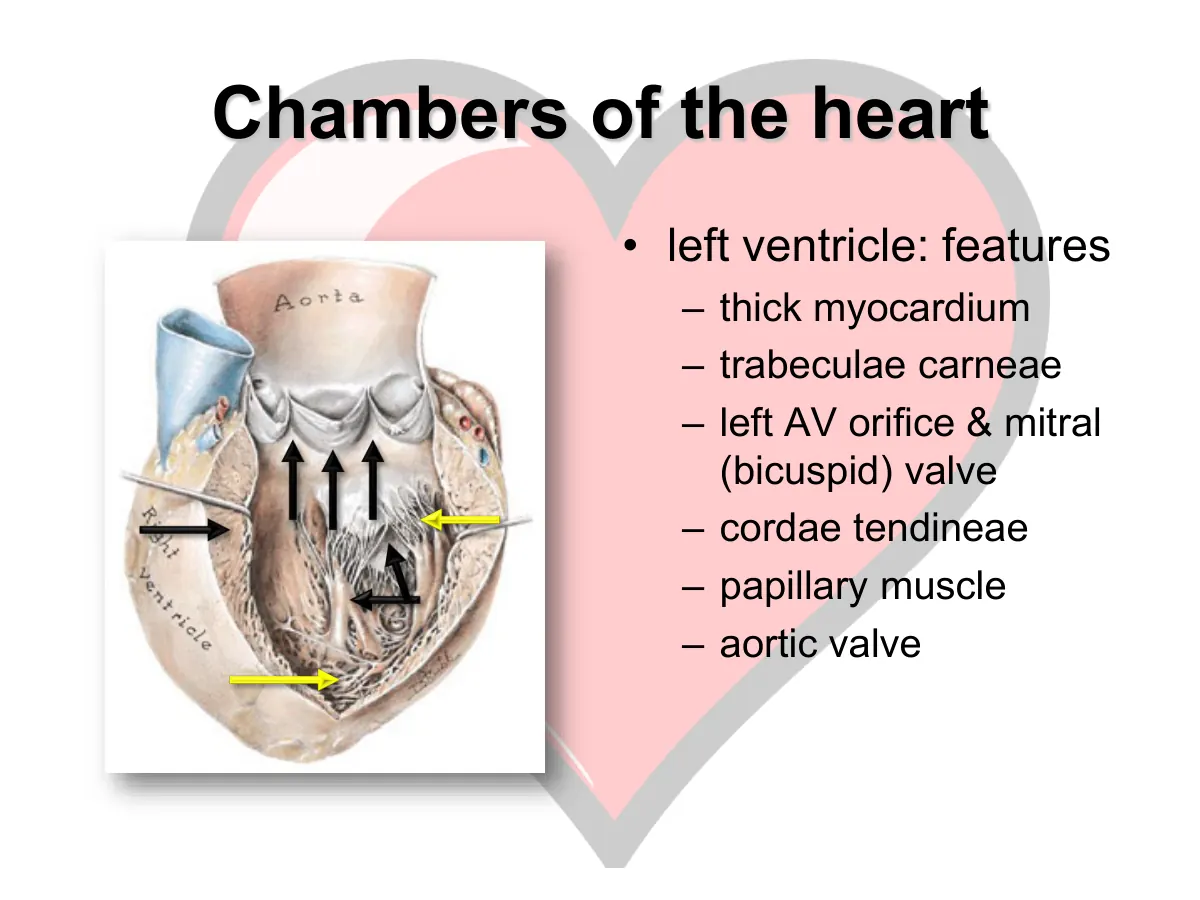 Chambers of the heart
Aorta
Right
ventricle
• left ventricle: features
– thick myocardium
– trabeculae carneae
– left AV orifice & mitral
(bicuspid) valve
– cordae tendineae
– papillary muscle
– aortic valve